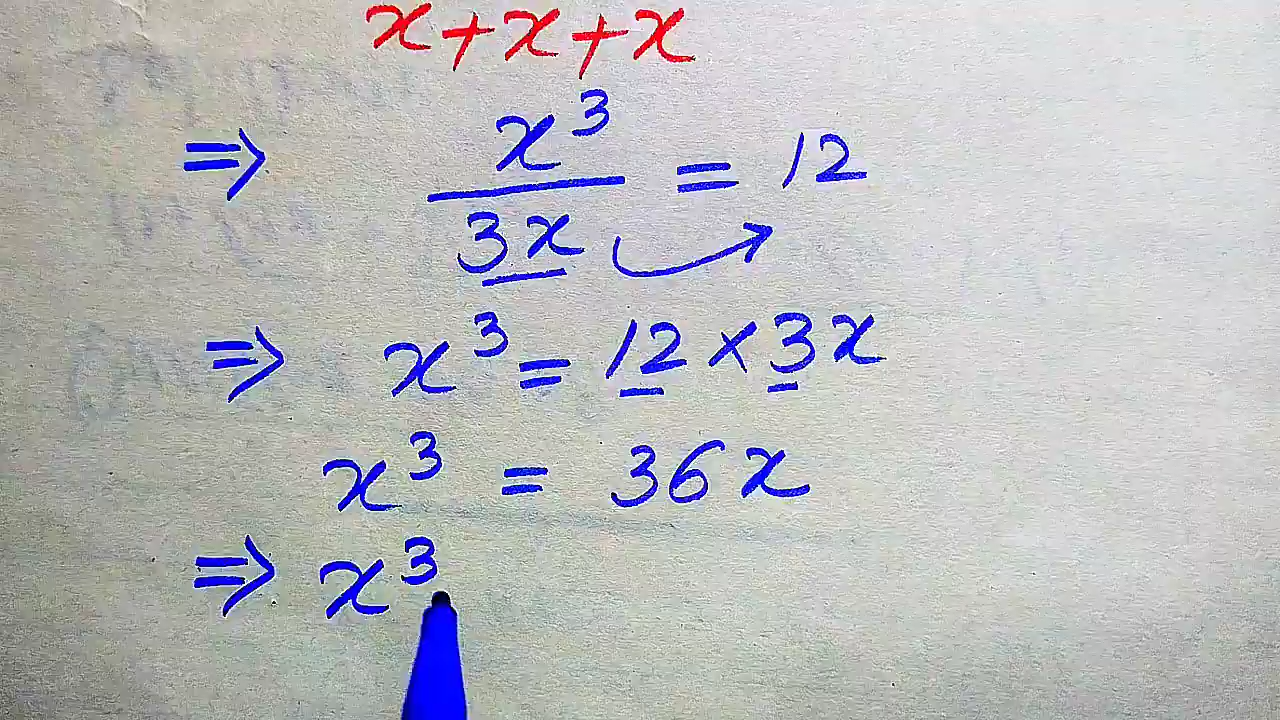 x+x+x
⇒ x³/3x = 12
⇒ x³ = 12 × 3x
x³ = 36x
⇒ x³